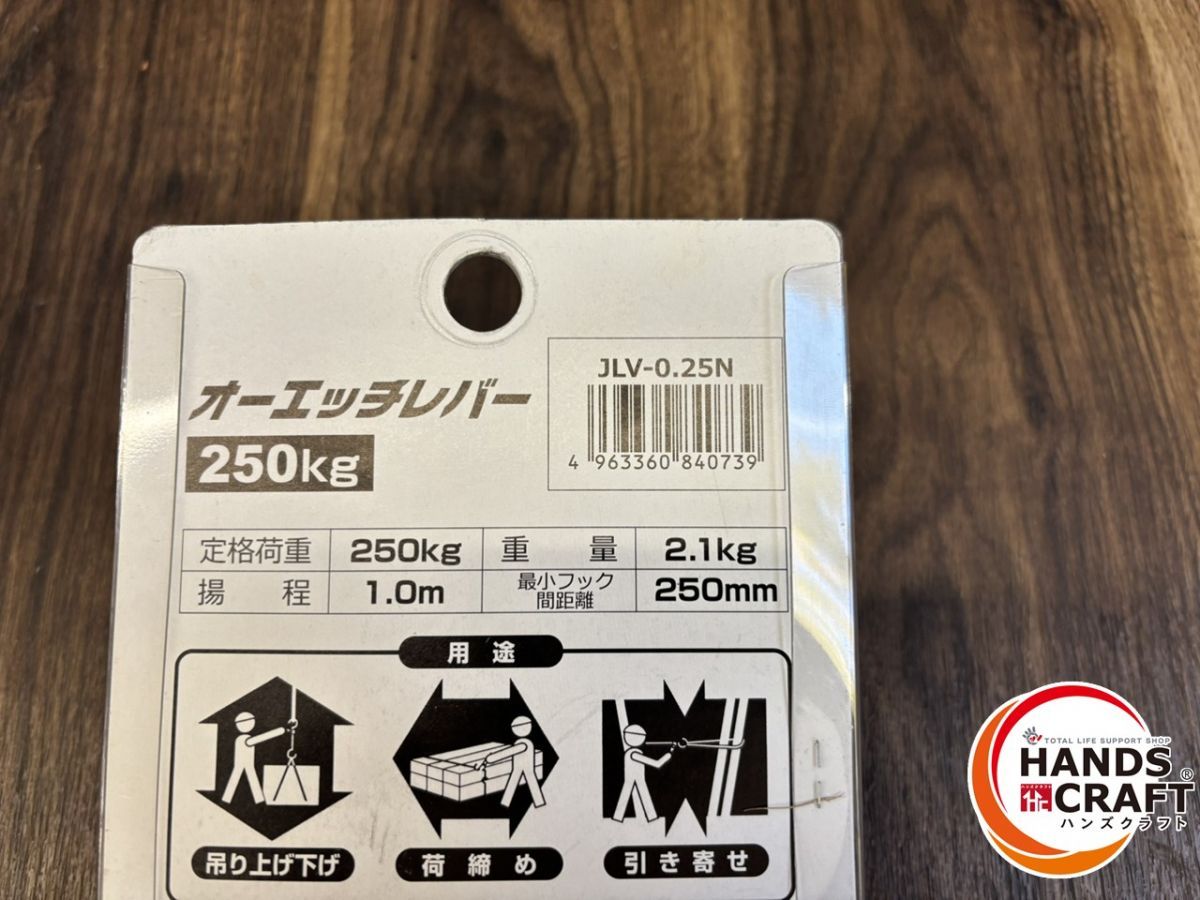 JLV-0.25N
4 963360 840739
オーエッチレバー
250kg
定格荷重 250kg 重量 2.1kg
揚程 1.0m 最小フック間距離 250mm
用途
吊り上げ下げ 荷締め 引き寄せ
TOTAL LIFE SUPPORT SHOP
HANDS
CRAFT®
ハンズクラフト